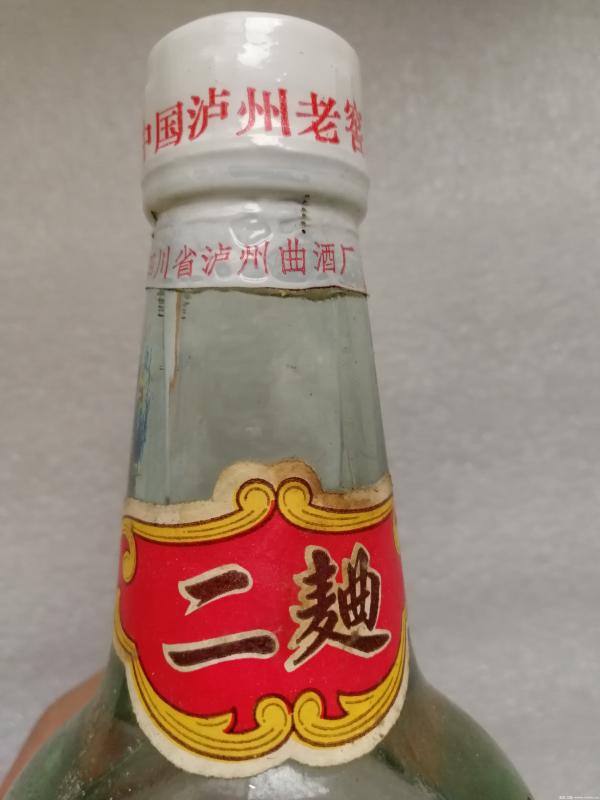 中国泸州老窖
四川省泸州曲酒厂
二麯